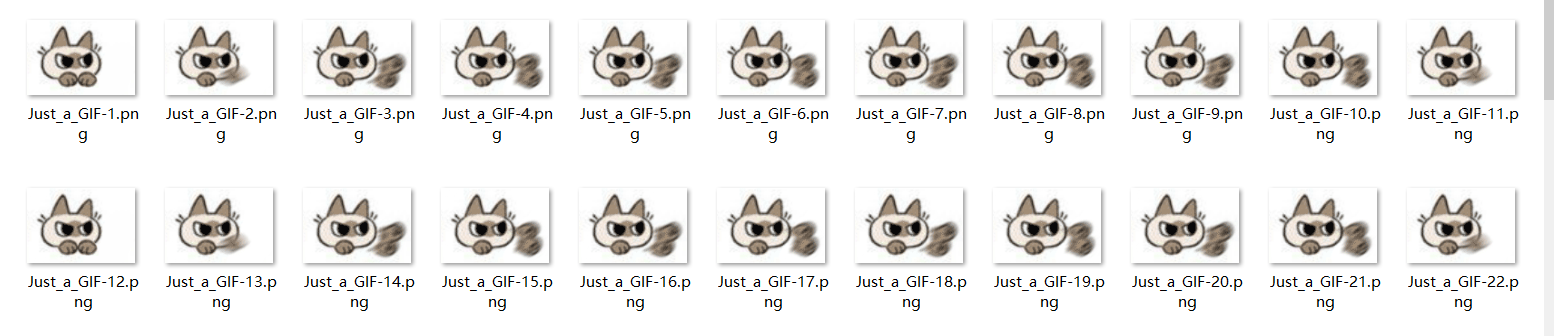 Just_a_GIF-1.pn
g
Just_a_GIF-2.pn
g
Just_a_GIF-3.pn
g
Just_a_GIF-4.pn
g
Just_a_GIF-5.pn
g
Just_a_GIF-6.pn
g
Just_a_GIF-7.pn
g
Just_a_GIF-8.pn
g
Just_a_GIF-9.pn
g
Just_a_GIF-10.p
ng
Just_a_GIF-11.p
ng
Just_a_GIF-12.p
ng
Just_a_GIF-13.p
ng
Just_a_GIF-14.p
ng
Just_a_GIF-15.p
ng
Just_a_GIF-16.p
ng
Just_a_GIF-17.p
ng
Just_a_GIF-18.p
ng
Just_a_GIF-19.p
ng
Just_a_GIF-20.p
ng
Just_a_GIF-21.p
ng
Just_a_GIF-22.p
ng